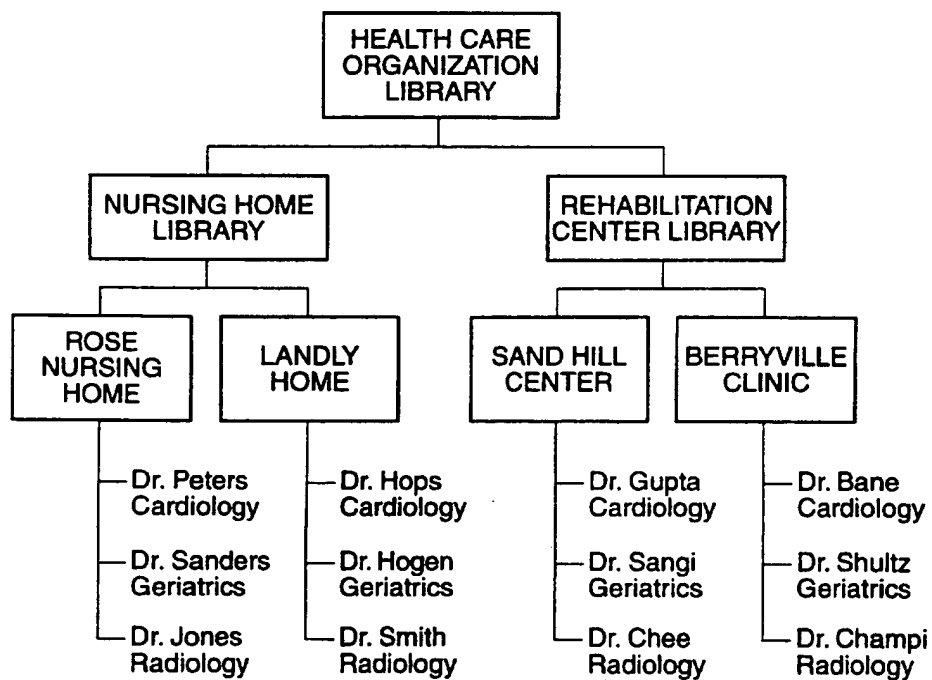 HEALTH CARE
ORGANIZATION
LIBRARY
NURSING HOME
LIBRARY
REHABILITATION
CENTER LIBRARY
ROSE
NURSING
HOME
LANDLY
HOME
SAND HILL
CENTER
BERRYVILLE
CLINIC
Dr. Peters
Cardiology
Dr. Sanders
Geriatrics
Dr. Jones
Radiology
Dr. Hops
Cardiology
Dr. Hogen
Geriatrics
Dr. Smith
Radiology
Dr. Gupta
Cardiology
Dr. Sangi
Geriatrics
Dr. Chee
Radiology
Dr. Bane
Cardiology
Dr. Shultz
Geriatrics
Dr. Champi
Radiology